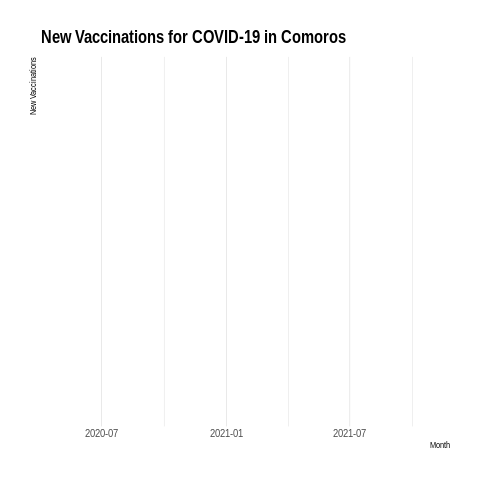 New Vaccinations for COVID-19 in Comoros
New Vaccinations
2020-07
2021-01
2021-07
Month